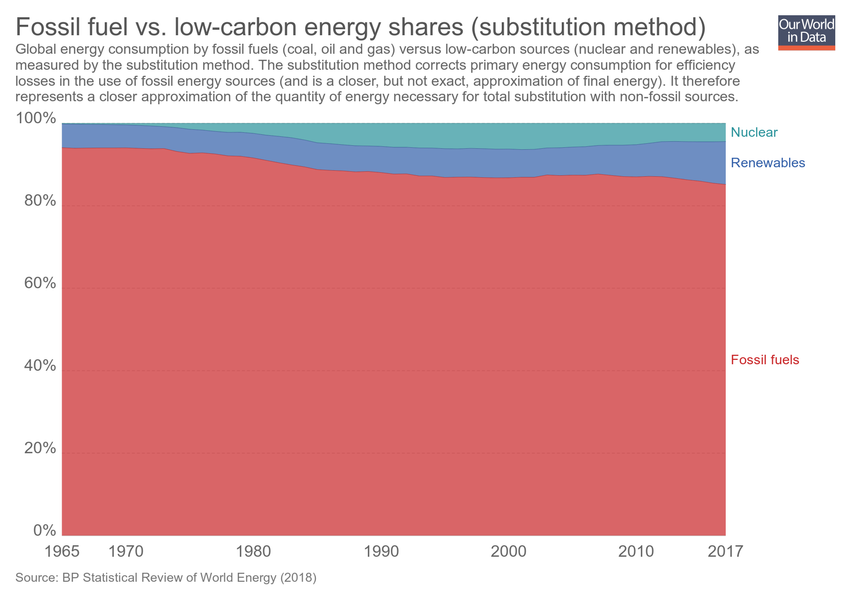 Fossil fuel vs. low-carbon energy shares (substitution method)
Our World
in Data
Global energy consumption by fossil fuels (coal, oil and gas) versus low-carbon sources (nuclear and renewables), as
measured by the substitution method. The substitution method corrects primary energy consumption for efficiency
losses in the use of fossil energy sources (and is a closer, but not exact, approximation of final energy). It therefore
represents a closer approximation of the quantity of energy necessary for total substitution with non-fossil sources.
100%
Nuclear
Renewables
80%
60%
Fossil fuels
40%
20%
0%
1965 1970 1980 1990 2000 2010 2017
Source: BP Statistical Review of World Energy (2018)